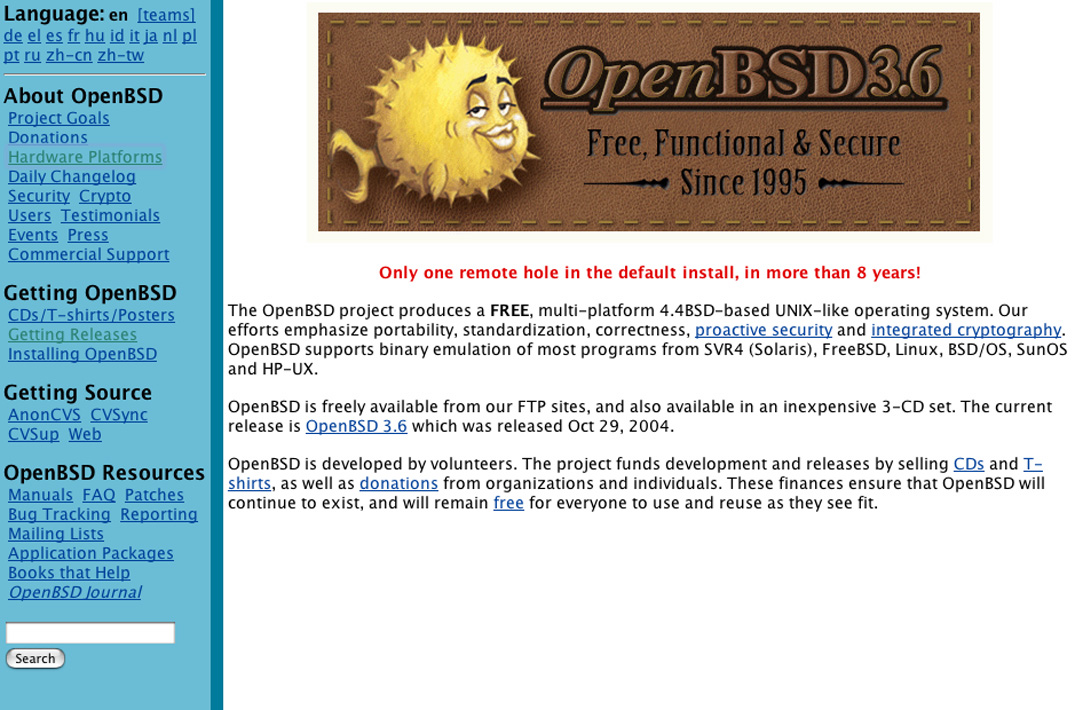 Language: en [teams]
de el es fr hu id it ja nl pl
pt ru zh-cn zh-tw
About OpenBSD
Project Goals
Donations
Hardware Platforms
Daily Changelog
Security Crypto
Users Testimonials
Events Press
Commercial Support
Getting OpenBSD
CDs/T-shirts/Posters
Getting Releases
Installing OpenBSD
Getting Source
AnonCVS CVSync
CVSup Web
OpenBSD Resources
Manuals FAQ Patches
Bug Tracking Reporting
Mailing Lists
Application Packages
Books that Help
OpenBSD Journal
Search
OpenBSD 3.6
Free, Functional & Secure
Since 1995
Only one remote hole in the default install, in more than 8 years!
The OpenBSD project produces a FREE, multi-platform 4.4BSD-based UNIX-like operating system. Our
efforts emphasize portability, standardization, correctness, proactive security and integrated cryptography.
OpenBSD supports binary emulation of most programs from SVR4 (Solaris), FreeBSD, Linux, BSD/OS, SunOS
and HP-UX.
OpenBSD is freely available from our FTP sites, and also available in an inexpensive 3-CD set. The current
release is OpenBSD 3.6 which was released Oct 29, 2004.
OpenBSD is developed by volunteers. The project funds development and releases by selling CDs and T-
shirts, as well as donations from organizations and individuals. These finances ensure that OpenBSD will
continue to exist, and will remain free for everyone to use and reuse as they see fit.